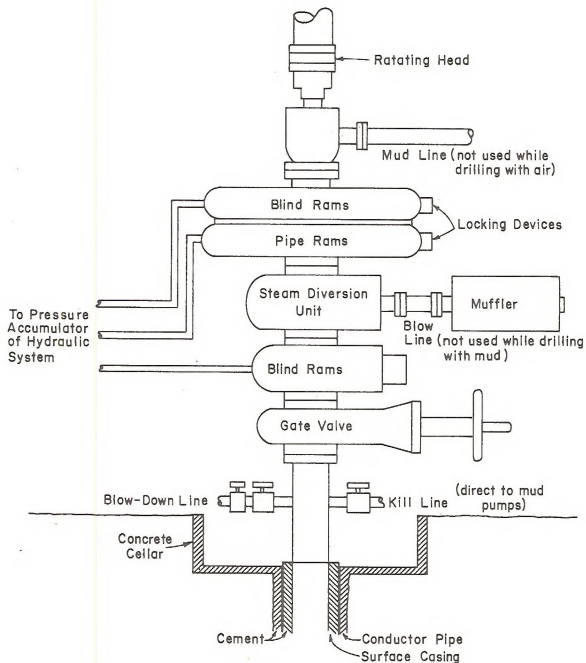 Ratating Head
Mud Line (not used while
drilling with air)
Blind Rams
Locking Devices
Pipe Rams
Steam Diversion
Unit
Muffler
To Pressure
Accumulator
of Hydraulic
System
Blow
Line
(not used while drilling
with mud)
Blind Rams
Gate Valve
Blow-Down Line
Kill Line
(direct to mud
pumps)
Concrete
Cellar
Cement
Conductor Pipe
Surface Casing